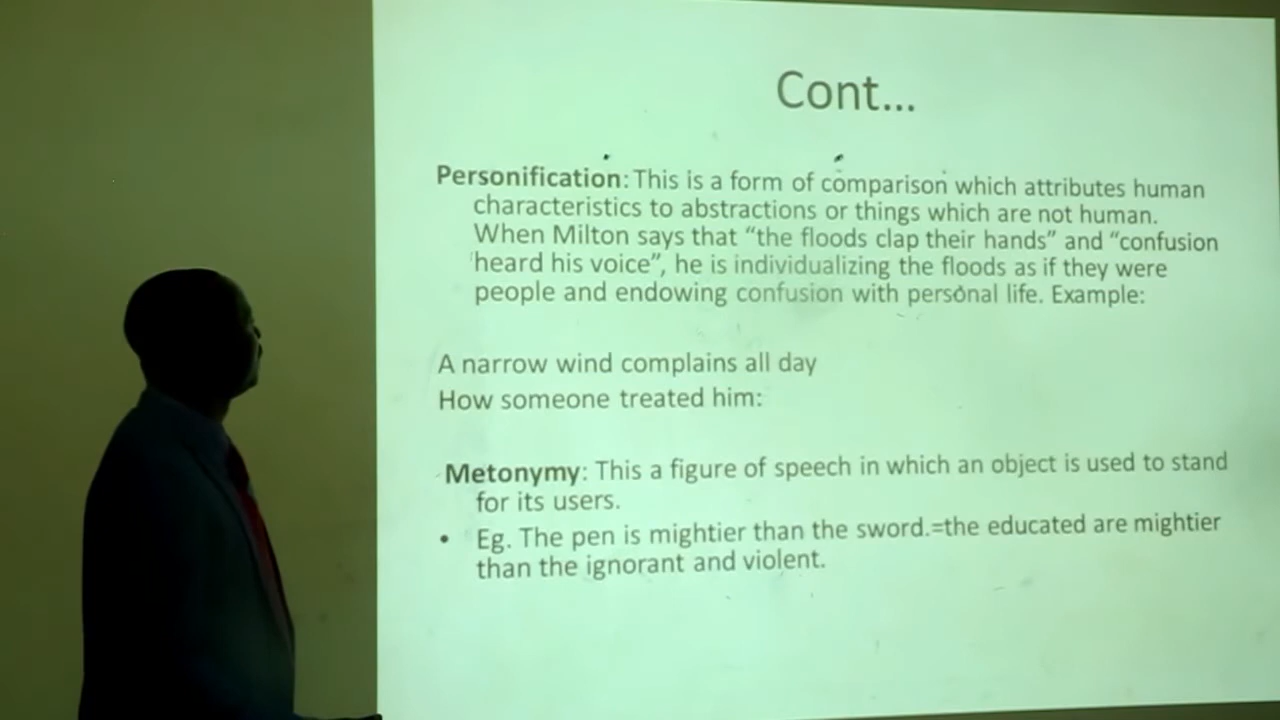 Cont...
Personification: This is a form of comparison which attributes human
characteristics to abstractions or things which are not human.
When Milton says that “the floods clap their hands” and “confusion
heard his voice”, he is individualizing the floods as if they were
people and endowing confusion with personal life. Example:
A narrow wind complains all day
How someone treated him:
Metonymy: This a figure of speech in which an object is used to stand
for its users.
• Eg. The pen is mightier than the sword.=the educated are mightier
than the ignorant and violent.